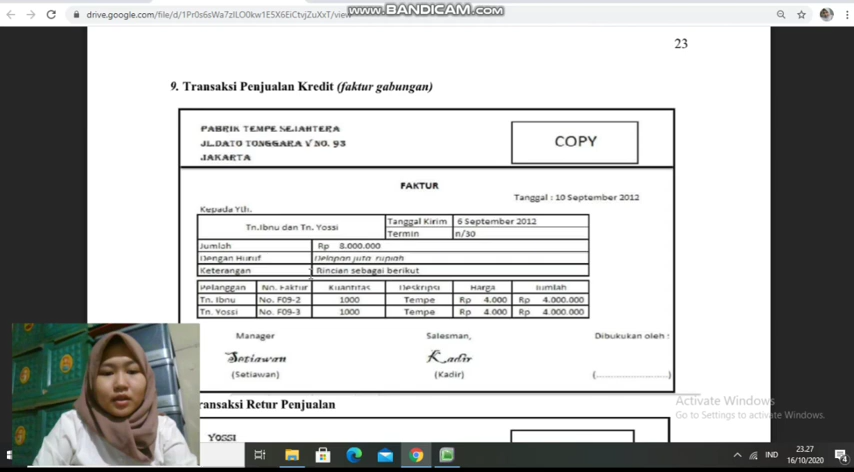 drive.google.com/file/d/1Pr0s6sWa7zILO0kw1E5X6EiCtvjZuXxT/view
www.BANDICAM.com
23
9. Transaksi Penjualan Kredit (faktur gabungan)
PABRIK TEMPE SEJAHTERA
JL.DATO TONGGARA V NO. 93
JAKARTA
COPY
FAKTUR
Tanggal : 10 September 2012
Kepada Yth.
Tn.Ibnu dan Tn. Yossi
Tanggal Kirim 6 September 2012
Termin n/30
Jumlah Rp 8.000.000
Dengan Huruf Delapan juta rupiah
Keterangan Rincian sebagai berikut
Pelanggan No. Faktur Kuantitas Deskripsi Harga Jumlah
Tn. Ibnu No. F09-2 1000 Tempe Rp 4.000 Rp 4.000.000
Tn. Yossi No. F09-3 1000 Tempe Rp 4.000 Rp 4.000.000
Manager Salesman, Dibukukan oleh :
Setiawan Kadir
(Setiawan) (Kadir) (....................)
ransaksi Retur Penjualan
YOSSI
Activate Windows
Go to Settings to activate Windows.
IND
23.27
16/10/2020
4